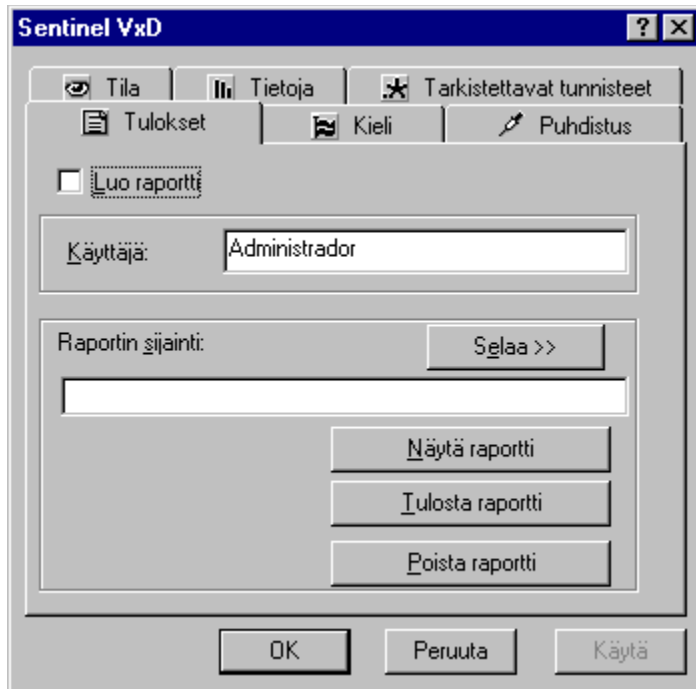 Sentinel VxD
Tila Tietoja Tarkistettavat tunnisteet
Tulokset Kieli Puhdistus
Luo raportti
Käyttäjä: Administrador
Raportin sijainti: Selaa >>
Näytä raportti
Tulosta raportti
Poista raportti
OK Peruuta Käytä